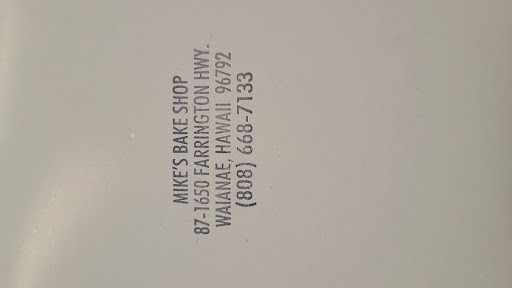 MIKE'S BAKE SHOP
87-1650 FARRINGTON HWY.
WAIANAE, HAWAII 96792
(808) 668-7133